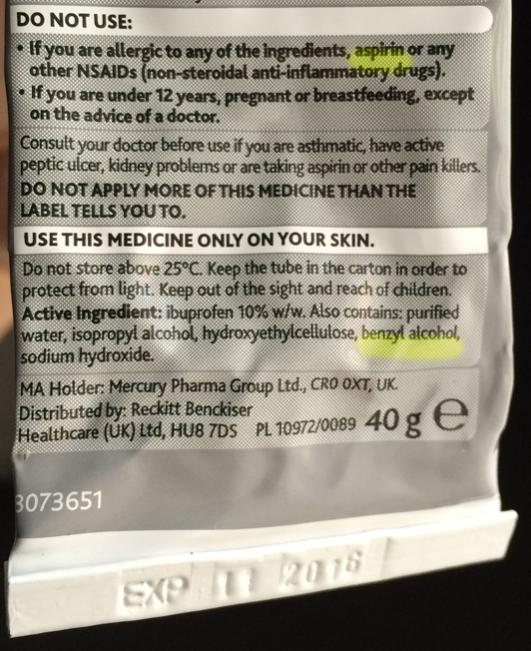 DO NOT USE:
• If you are allergic to any of the ingredients, aspirin or any
other NSAIDs (non-steroidal anti-inflammatory drugs).
• If you are under 12 years, pregnant or breastfeeding, except
on the advice of a doctor.
Consult your doctor before use if you are asthmatic, have active
peptic ulcer, kidney problems or are taking aspirin or other pain killers.
DO NOT APPLY MORE OF THIS MEDICINE THAN THE
LABEL TELLS YOU TO.
USE THIS MEDICINE ONLY ON YOUR SKIN.
Do not store above 25°C. Keep the tube in the carton in order to
protect from light. Keep out of the sight and reach of children.
Active Ingredient: ibuprofen 10% w/w. Also contains: purified
water, isopropyl alcohol, hydroxyethylcellulose, benzyl alcohol,
sodium hydroxide.
MA Holder: Mercury Pharma Group Ltd., CR0 0XT, UK.
Distributed by: Reckitt Benckiser
Healthcare (UK) Ltd, HU8 7DS PL 10972/0089 40 g e
3073651
EXP 11 2016